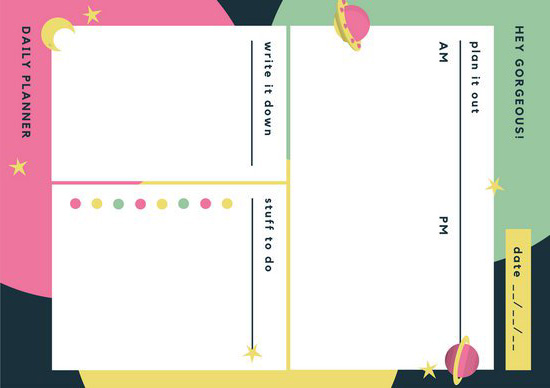 HEY GORGEOUS!
date __/__/__
plan it out
AM
PM
write it down
stuff to do
DAILY PLANNER